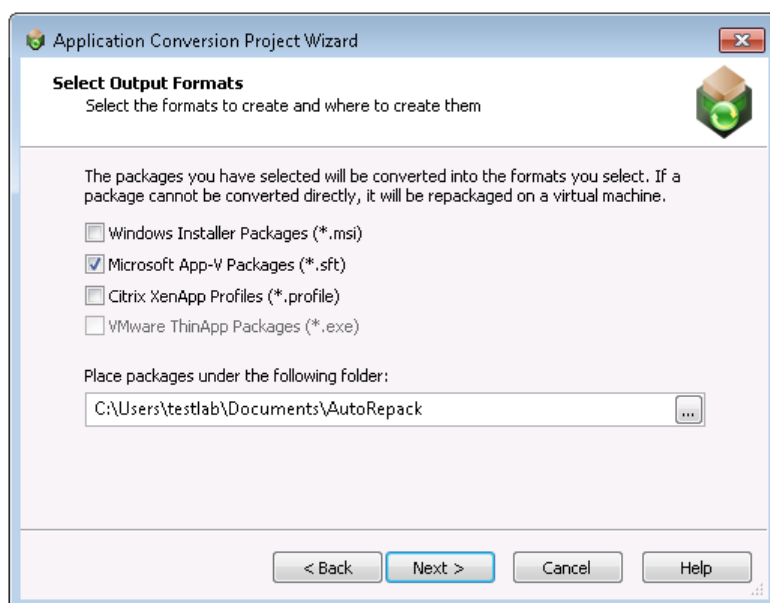 Application Conversion Project Wizard
Select Output Formats
Select the formats to create and where to create them
The packages you have selected will be converted into the formats you select. If a
package cannot be converted directly, it will be repackaged on a virtual machine.
Windows Installer Packages (*.msi)
Microsoft App-V Packages (*.sft)
Citrix XenApp Profiles (*.profile)
VMware ThinApp Packages (*.exe)
Place packages under the following folder:
C:\Users\testlab\Documents\AutoRepack
...
< Back Next > Cancel Help